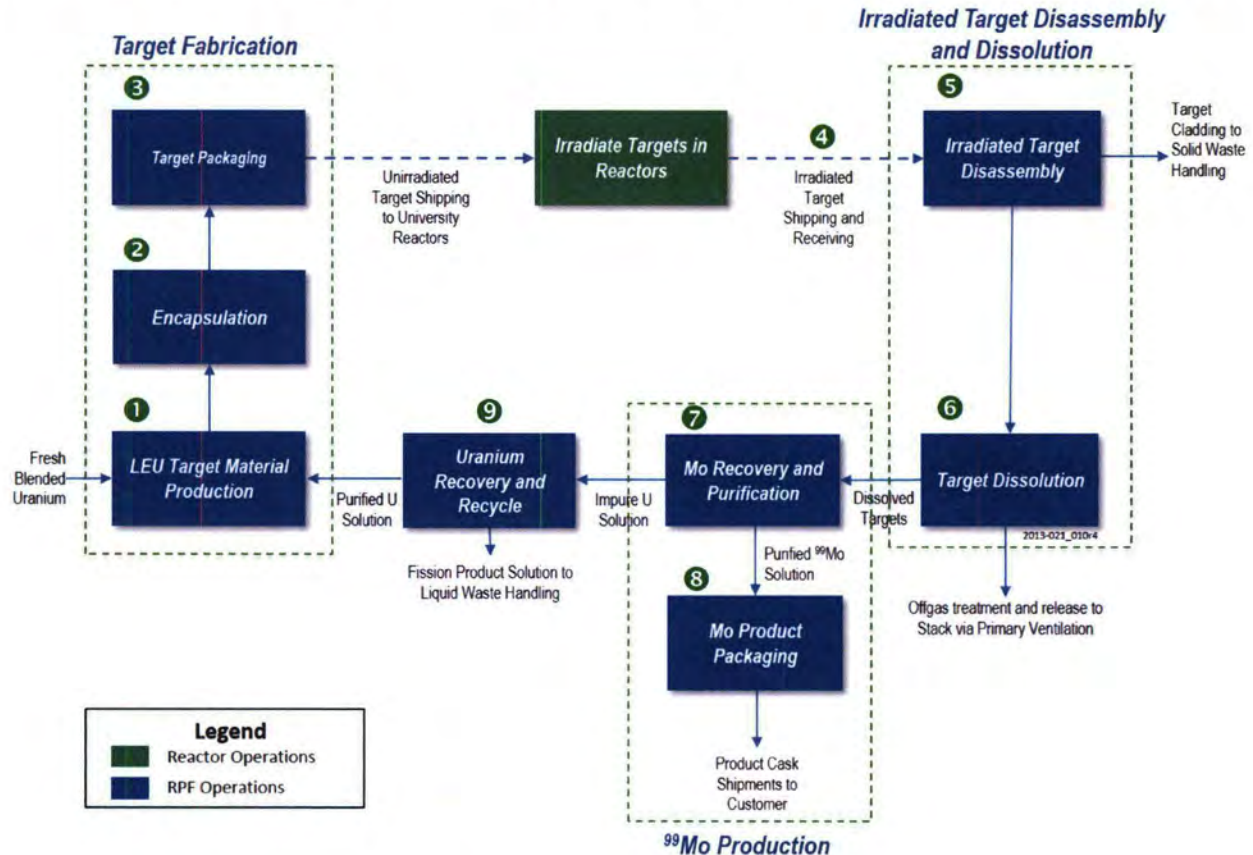 Target Fabrication
Irradiated Target Disassembly
and Dissolution
3
Target Packaging
Unirradiated
Target Shipping
to University
Reactors
Irradiate Targets in
Reactors
4
Irradiated
Target
Shipping and
Receiving
5
Irradiated Target
Disassembly
Target
Cladding to
Solid Waste
Handling
2
Encapsulation
1
Fresh
Blended
Uranium
LEU Target Material
Production
Purified U
Solution
9
Uranium
Recovery and
Recycle
Fission Product Solution to
Liquid Waste Handling
Impure U
Solution
7
Mo Recovery and
Purification
Purified ⁹⁹Mo
Solution
8
Mo Product
Packaging
Product Cask
Shipments to
Customer
⁹⁹Mo Production
Dissolved
Targets
6
Target Dissolution
2013-021_010r4
Offgas treatment and release to
Stack via Primary Ventilation
Legend
Reactor Operations
RPF Operations